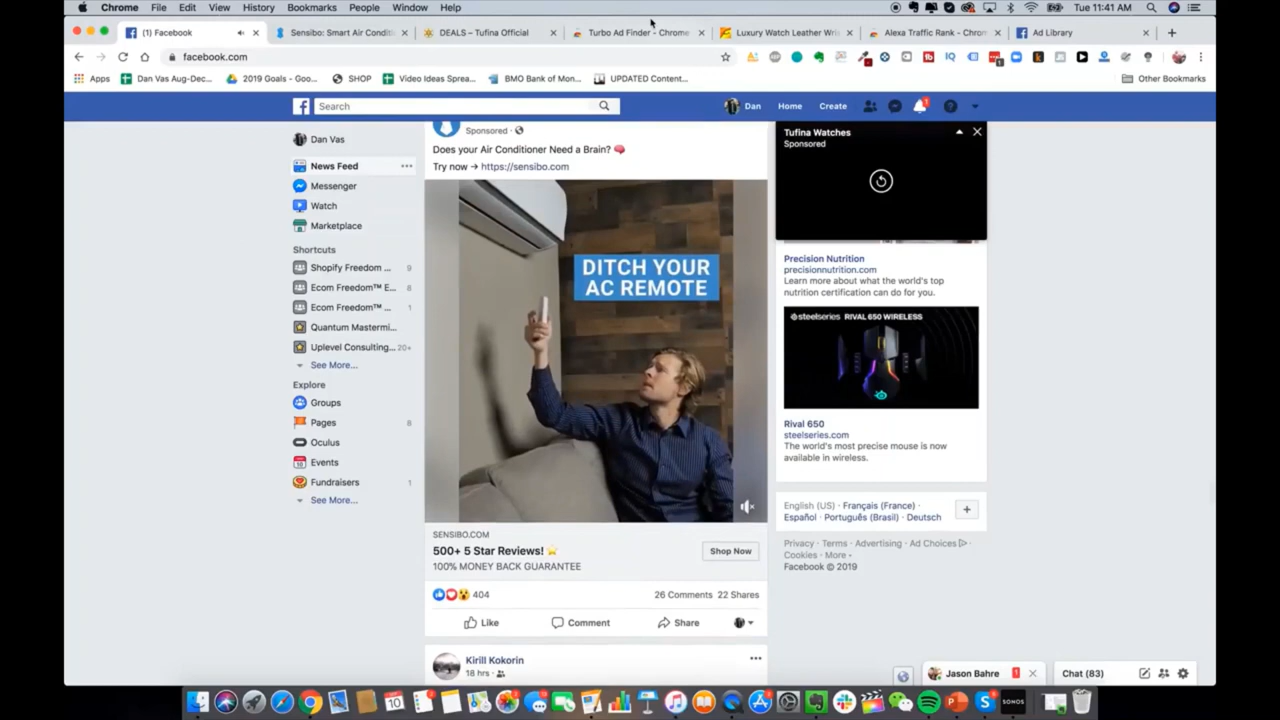 Chrome File Edit View History Bookmarks People Window Help Tue 11:41 AM
(1) Facebook Sensibo: Smart Air Conditi DEALS – Tufina Official Turbo Ad Finder - Chrome Luxury Watch Leather Wris Alexa Traffic Rank - Chrom Ad Library
facebook.com
Apps Dan Vas Aug-Dec... 2019 Goals - Goo... SHOP Video Ideas Sprea... BMO Bank of Mon... UPDATED Content... Other Bookmarks
Search Dan Home Create 1
Dan Vas
News Feed
Messenger
Watch
Marketplace
Shortcuts
Shopify Freedom ... 9
Ecom Freedom™ E... 8
Ecom Freedom™ ... 1
Quantum Mastermi...
Uplevel Consulting... 20+
See More...
Explore
Groups
Pages 8
Oculus
Events
Fundraisers 1
See More...
Sponsored ·
Does your Air Conditioner Need a Brain? 🧠
Try now → https://sensibo.com
DITCH YOUR
AC REMOTE
SENSIBO.COM
500+ 5 Star Reviews! ⭐
100% MONEY BACK GUARANTEE
Shop Now
404 26 Comments 22 Shares
Like Comment Share
Kirill Kokorin
18 hrs ·
Tufina Watches
Sponsored
Precision Nutrition
precisionnutrition.com
Learn more about what the world's top
nutrition certification can do for you.
steelseries RIVAL 650 WIRELESS
Rival 650
steelseries.com
The world's most precise mouse is now
available in wireless.
English (US) · Français (France) ·
Español · Português (Brasil) · Deutsch
Privacy · Terms · Advertising · Ad Choices ·
Cookies · More
Facebook © 2019
Jason Bahre 1
Chat (83)
SONOS